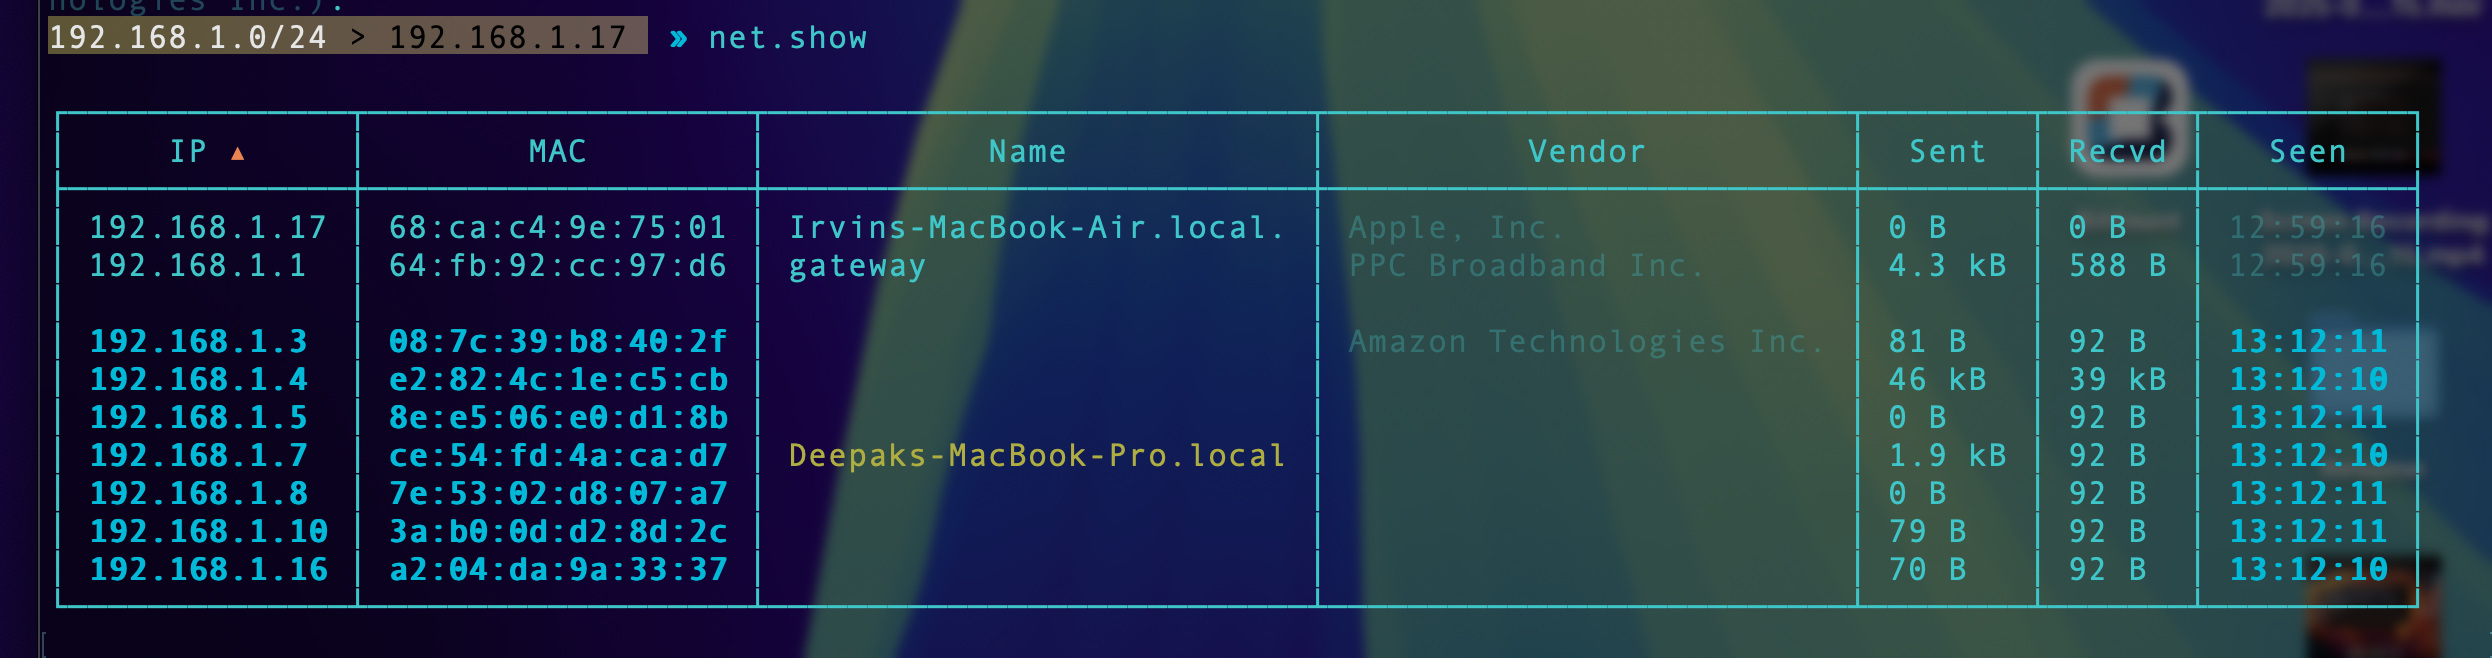 nologies Inc.).
192.168.1.0/24 > 192.168.1.17 » net.show
IP ▲ MAC Name Vendor Sent Recvd Seen
192.168.1.17 68:ca:c4:9e:75:01 Irvins-MacBook-Air.local. Apple, Inc. 0 B 0 B 12:59:16
192.168.1.1 64:fb:92:cc:97:d6 gateway PPC Broadband Inc. 4.3 kB 588 B 12:59:16
192.168.1.3 08:7c:39:b8:40:2f Amazon Technologies Inc. 81 B 92 B 13:12:11
192.168.1.4 e2:82:4c:1e:c5:cb 46 kB 39 kB 13:12:10
192.168.1.5 8e:e5:06:e0:d1:8b 0 B 92 B 13:12:11
192.168.1.7 ce:54:fd:4a:ca:d7 Deepaks-MacBook-Pro.local 1.9 kB 92 B 13:12:10
192.168.1.8 7e:53:02:d8:07:a7 0 B 92 B 13:12:11
192.168.1.10 3a:b0:0d:d2:8d:2c 79 B 92 B 13:12:11
192.168.1.16 a2:04:da:9a:33:37 70 B 92 B 13:12:10